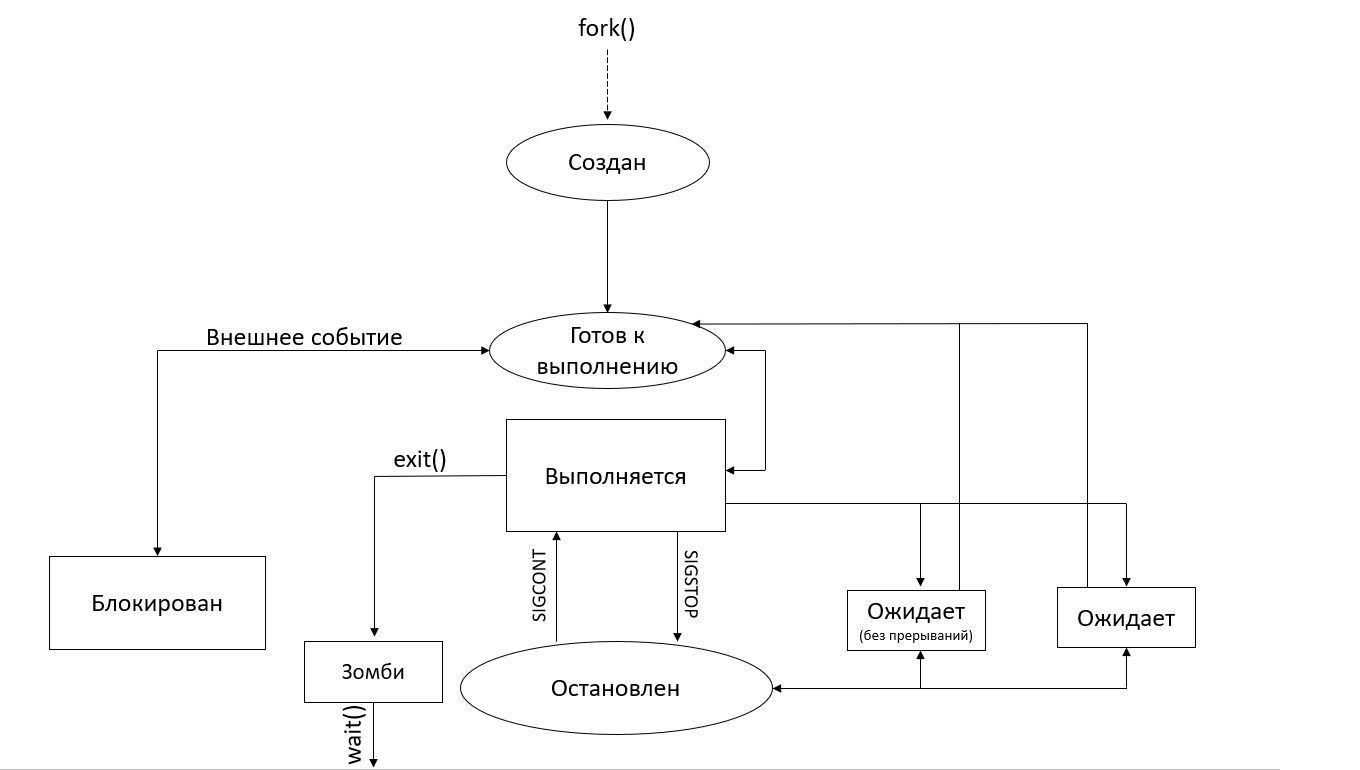 fork()
Создан
Внешнее событие
Готов к
выполнению
exit()
Выполняется
SIGCONT
SIGSTOP
Блокирован
Ожидает
(без прерываний)
Ожидает
Зомби
Остановлен
wait()